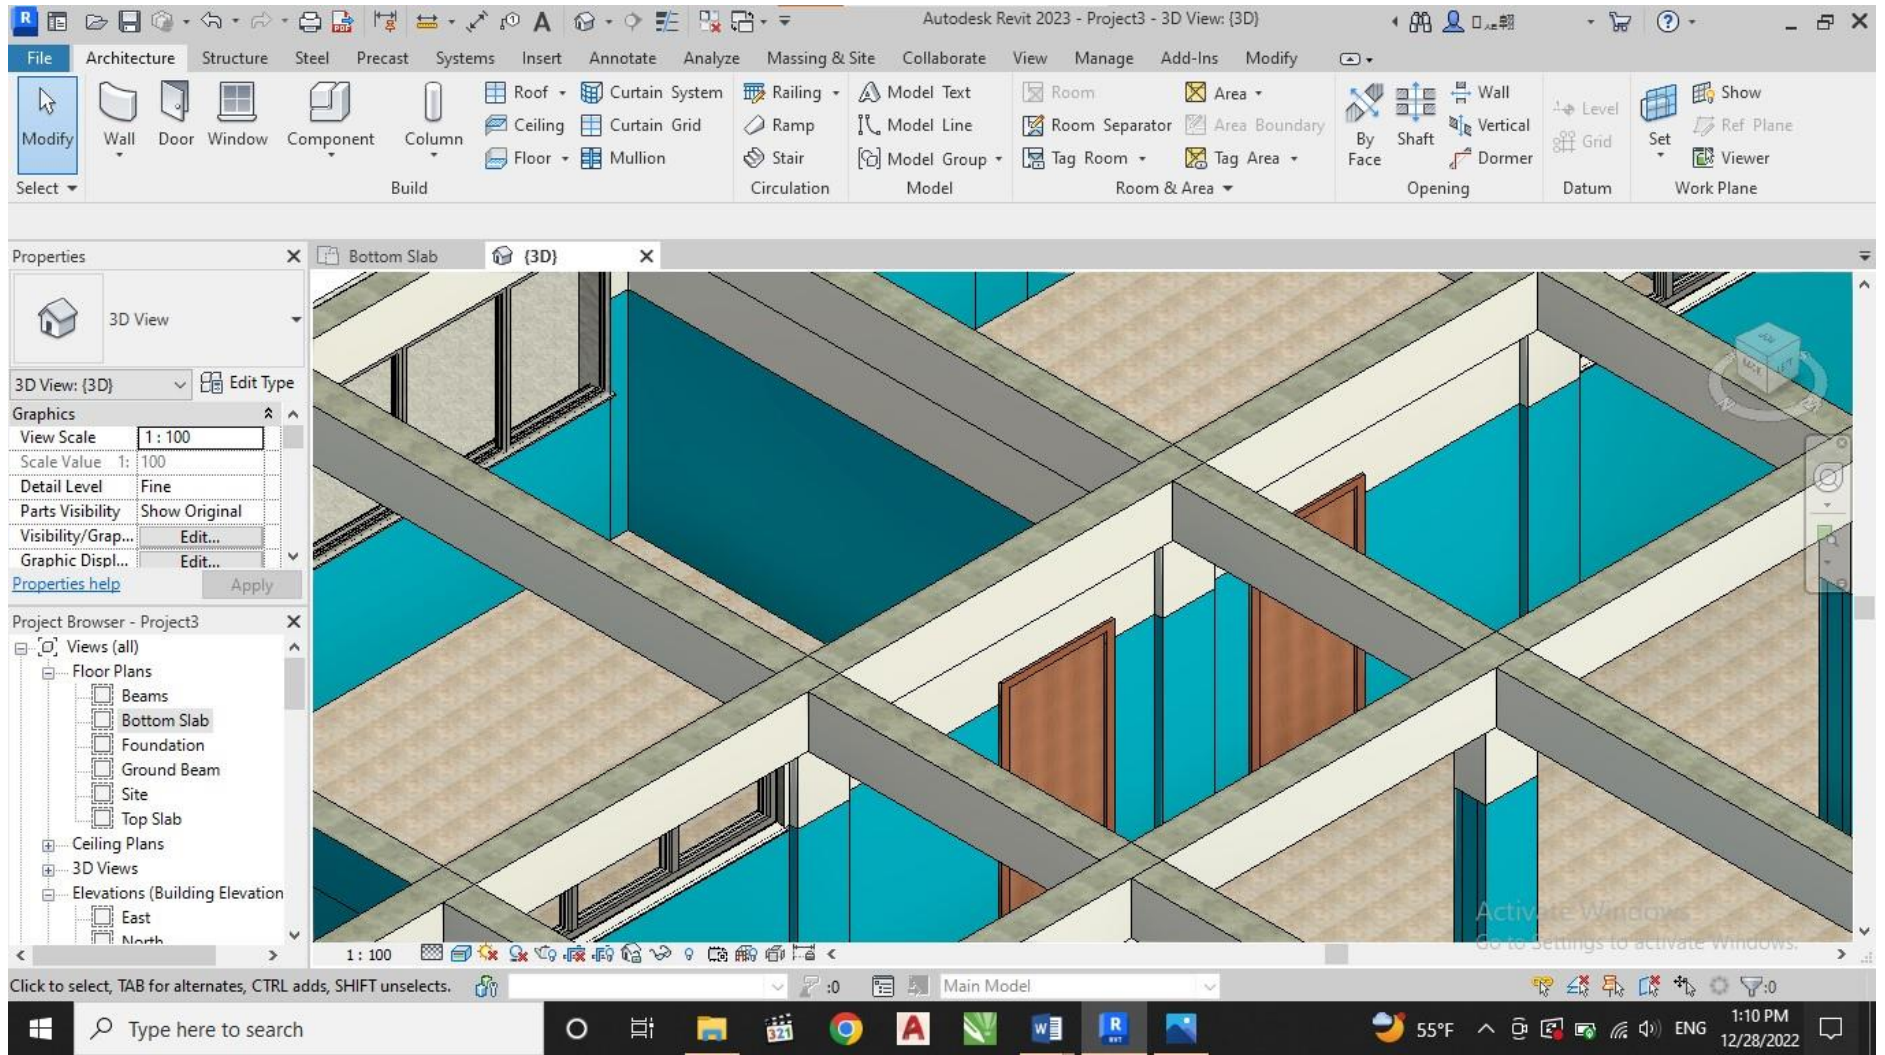 Autodesk Revit 2023 - Project3 - 3D View: {3D}
File Architecture Structure Steel Precast Systems Insert Annotate Analyze Massing & Site Collaborate View Manage Add-Ins Modify
Modify
Select
Wall
Door
Window
Component
Column
Roof
Ceiling
Floor
Curtain System
Curtain Grid
Mullion
Build
Railing
Ramp
Stair
Circulation
Model Text
Model Line
Model Group
Model
Room
Room Separator
Tag Room
Area
Area Boundary
Tag Area
Room & Area
By Face
Shaft
Wall
Vertical
Dormer
Opening
Level
Grid
Datum
Set
Show
Ref Plane
Viewer
Work Plane
Properties
Bottom Slab
{3D}
3D View
3D View: {3D}
Edit Type
Graphics
View Scale 1 : 100
Scale Value 1: 100
Detail Level Fine
Parts Visibility Show Original
Visibility/Grap... Edit...
Graphic Displ... Edit...
Properties help
Apply
Project Browser - Project3
Views (all)
Floor Plans
Beams
Bottom Slab
Foundation
Ground Beam
Site
Top Slab
Ceiling Plans
3D Views
Elevations (Building Elevation
East
North
Activate Windows
Go to Settings to activate Windows.
1 : 100
Click to select, TAB for alternates, CTRL adds, SHIFT unselects.
:0
Main Model
:0
Type here to search
321
55°F
ENG
1:10 PM
12/28/2022